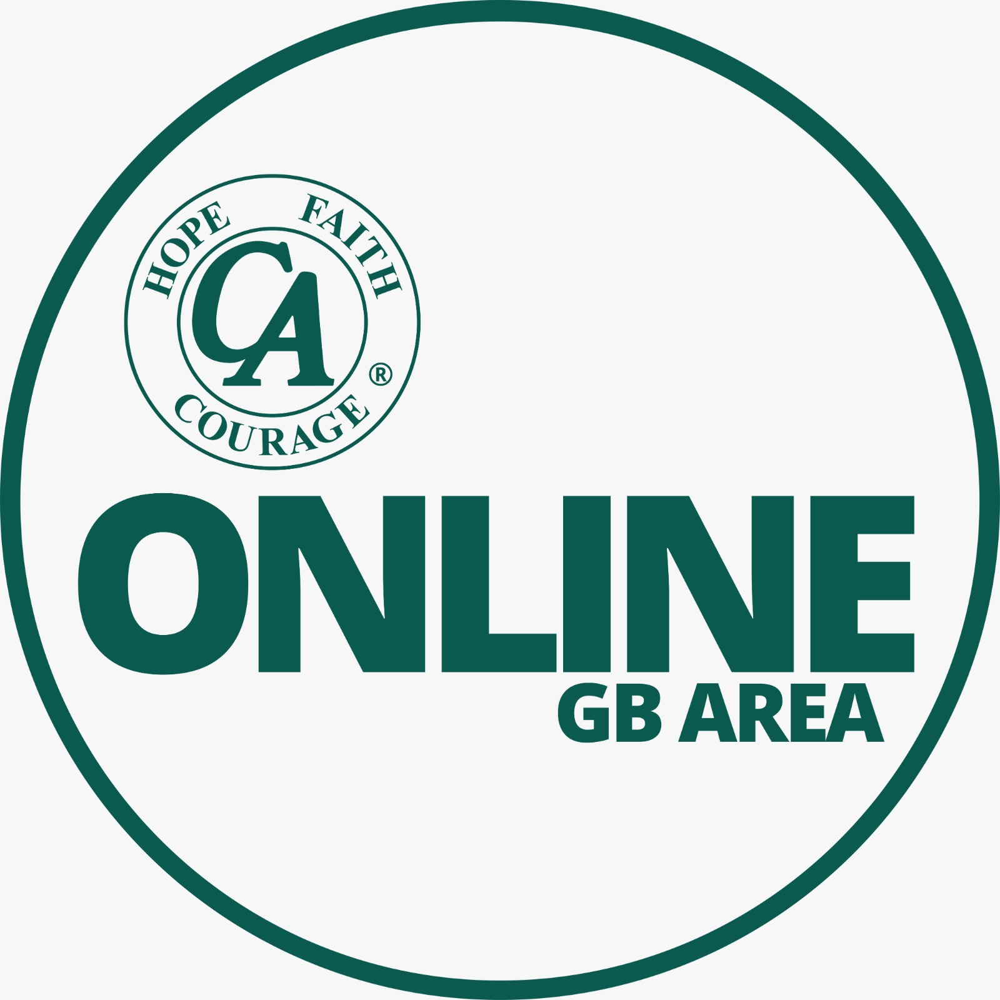 HOPE FAITH
CA
®
COURAGE
ONLINE
GB AREA